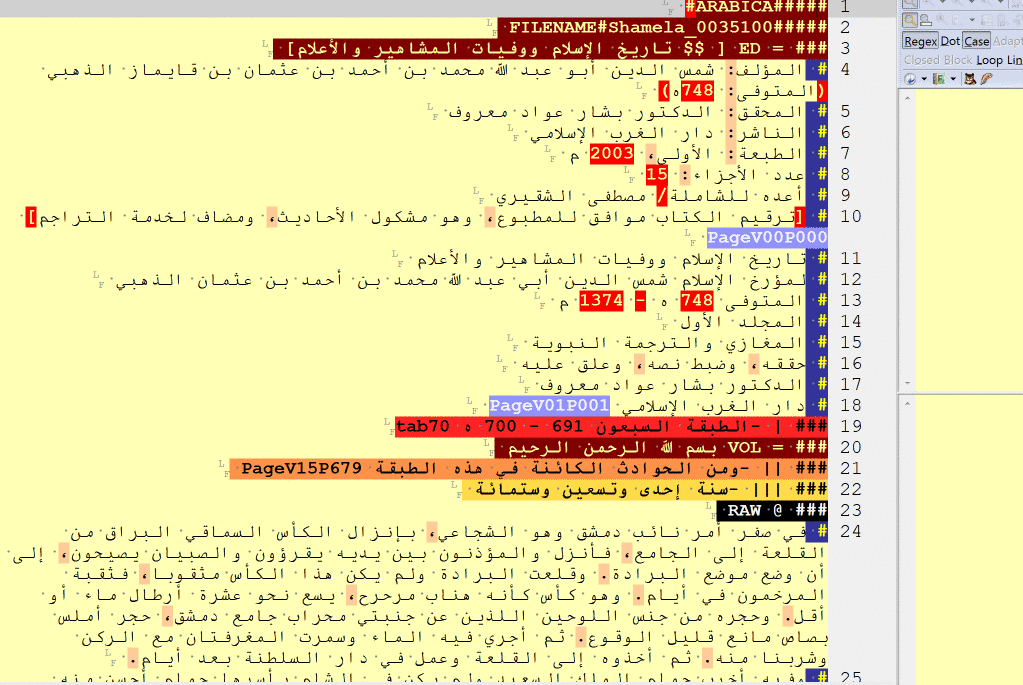 1 #####ARABICA#
2 #####FILENAME#Shamela_0035100
3 ### = ED [ $$ تاريخ الإسلام ووفيات المشاهير والأعلام ]
4 # المؤلف: شمس الدين أبو عبد الله محمد بن أحمد بن عثمان بن قايماز الذهبي
(المتوفى: 748ه)
5 # المحقق: الدكتور بشار عواد معروف
6 # الناشر: دار الغرب الإسلامي
7 # الطبعة: الأولى، 2003 م
8 # عدد الأجزاء: 15
9 # أعده للشاملة/ مصطفى الشقيري
10 # [ترقيم الكتاب موافق للمطبوع، وهو مشكول الأحاديث، ومضاف لخدمة التراجم]
PageV00P000
11 # تاريخ الإسلام ووفيات المشاهير والأعلام
12 # لمؤرخ الإسلام شمس الدين أبي عبد الله محمد بن أحمد بن عثمان الذهبي
13 # المتوفى 748 ه - 1374 م
14 # المجلد الأول
15 # المغازي والترجمة النبوية
16 # حققه، وضبط نصه، وعلق عليه
17 # الدكتور بشار عواد معروف
18 # دار الغرب الإسلامي PageV01P001
19 ### | -الطبقة السبعون 691 - 700 ه tab70
20 ### = VOL بسم الله الرحمن الرحيم
21 ### || -ومن الحوادث الكائنة في هذه الطبقة PageV15P679
22 ### ||| -سنة إحدى وتسعين وستمائة
23 ### @ RAW
24 # في صفر أمر نائب دمشق وهو الشجاعي، بإنزال الكأس السماقي البراق من
القلعة إلى الجامع، فأنزل والمؤذنون بين يديه يقرؤون والصبيان يصيحون، إلى
أن وضع موضع البرادة. وقلعت البرادة ولم يكن هذا الكأس مثقوبا، فثقبة
المرخمون في أيام. وهو كأس كأنه هناب مرحرح، يسع نحو عشرة أرطال ماء أو
أقل. وحجره من جنس اللوحين اللذين عن جنبتي محراب جامع دمشق، حجر أملس
بصاص مانع قليل الوقوع. ثم أجري فيه الماء وسمرت المغرفتان مع الركن
وشربنا منه. ثم أخذوه إلى القلعة وعمل في دار السلطنة بعد أيام.
25 #
Regex Dot Case Adapt
Closed Block Loop Lin